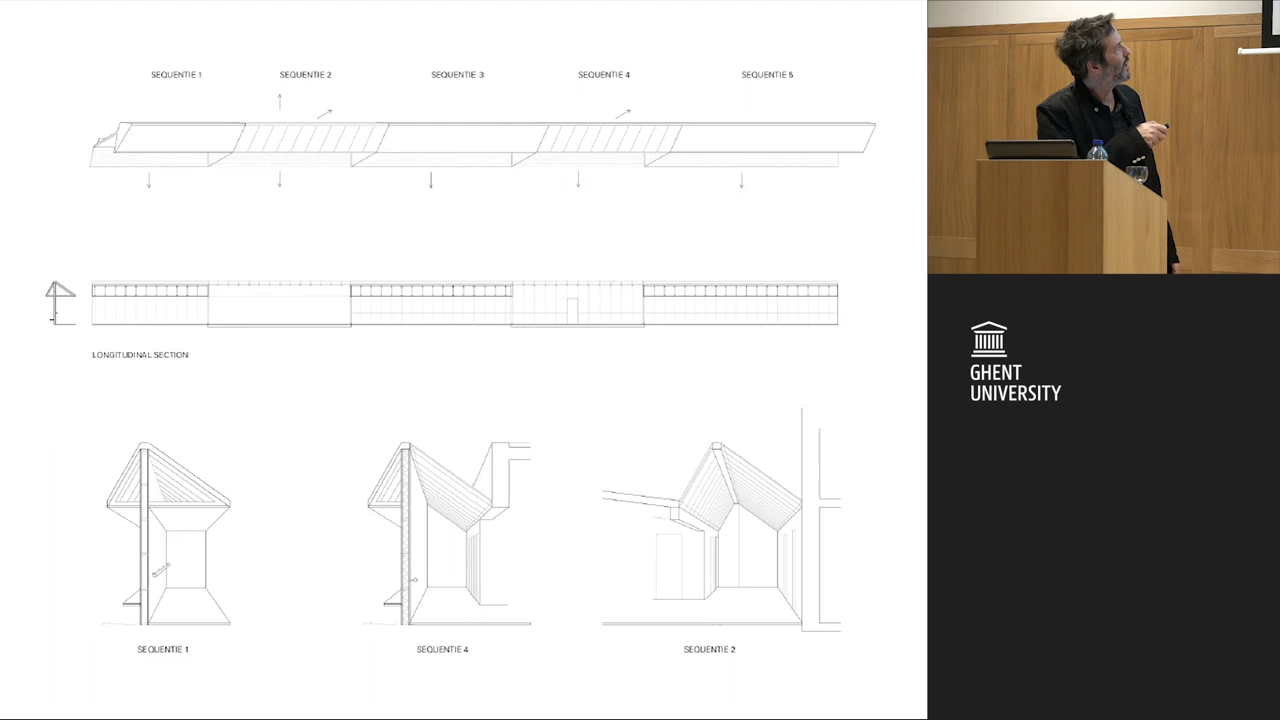 SEQUENTIE 1
SEQUENTIE 2
SEQUENTIE 3
SEQUENTIE 4
SEQUENTIE 5
LONGITUDINAL SECTION
SEQUENTIE 1
SEQUENTIE 4
SEQUENTIE 2
GHENT
UNIVERSITY